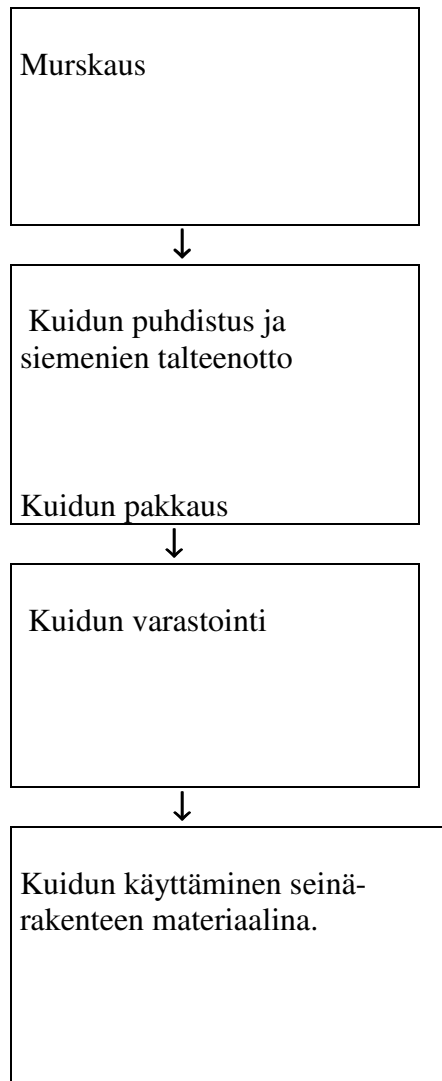 Murskaus
Kuidun puhdistus ja
siemenien talteenotto
Kuidun pakkaus
Kuidun varastointi
Kuidun käyttäminen seinä-
rakenteen materiaalina.